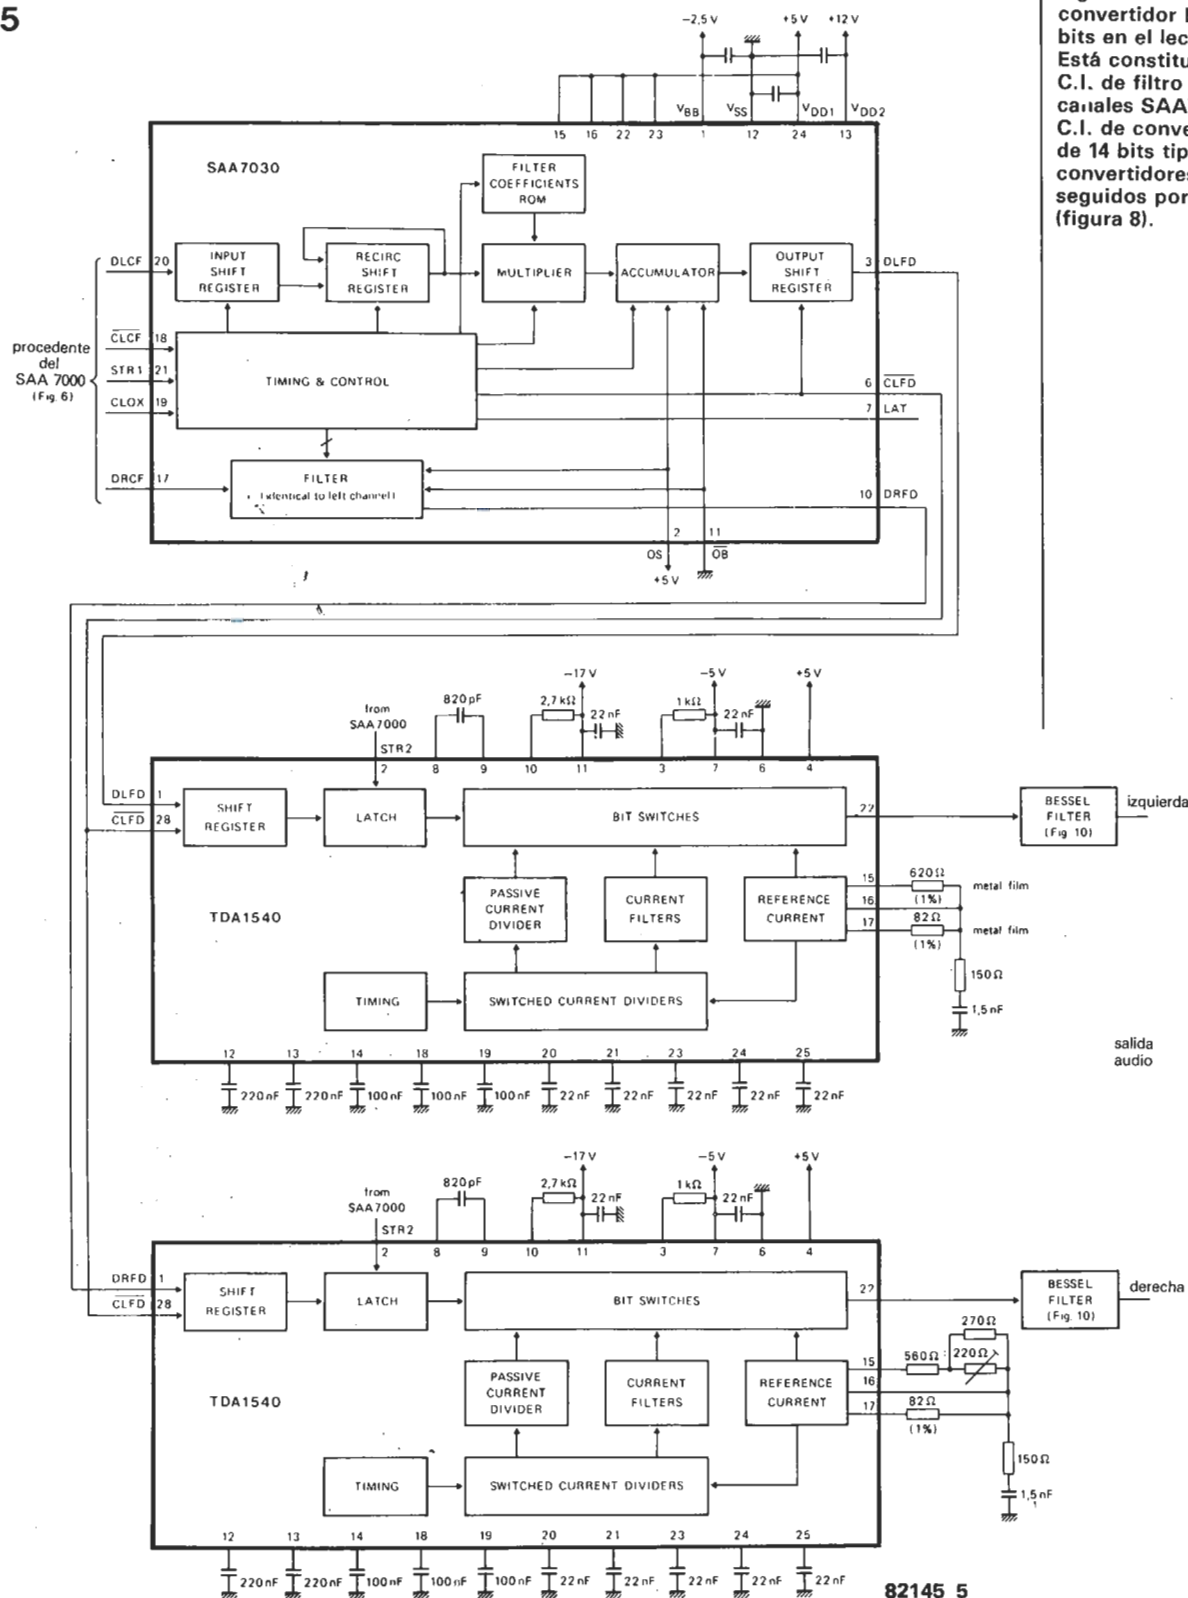 5
convertidor
bits en el lec
Está constitu
C.I. de filtro
canales SAA
C.I. de conve
de 14 bits tip
convertidores
seguidos por
(figura 8).
−2,5 V
+5 V
+12 V
VBB
VSS
VDD1
VDD2
15
16
22
23
1
12
24
13
SAA7030
FILTER
COEFFICIENTS
ROM
DLCF
20
INPUT
SHIFT
REGISTER
RECIRC
SHIFT
REGISTER
MULTIPLIER
ACCUMULATOR
OUTPUT
SHIFT
REGISTER
3
DLFD
procedente
del
SAA 7000
(Fig. 6)
CLCF
18
STR1
21
CLOX
19
TIMING & CONTROL
6
CLFD
7
LAT
DRCF
17
FILTER
(identical to left channel)
10
DRFD
2
11
OS
OB
+5 V
from
SAA7000
STR2
820 pF
2,7 kΩ
−17 V
22 nF
1 kΩ
−5 V
22 nF
+5 V
2
8
9
10
11
3
7
6
4
DLFD
1
CLFD
28
SHIFT
REGISTER
LATCH
BIT SWITCHES
22
BESSEL
FILTER
(Fig 10)
izquierda
TDA1540
PASSIVE
CURRENT
DIVIDER
CURRENT
FILTERS
REFERENCE
CURRENT
15
16
17
620 Ω
(1%)
82 Ω
(1%)
metal film
metal film
150 Ω
1,5 nF
TIMING
SWITCHED CURRENT DIVIDERS
salida
audio
12
13
14
18
19
20
21
23
24
25
220 nF
220 nF
100 nF
100 nF
100 nF
22 nF
22 nF
22 nF
22 nF
22 nF
from
SAA7000
STR2
820 pF
2,7 kΩ
−17 V
22 nF
1 kΩ
−5 V
22 nF
+5 V
2
8
9
10
11
3
7
6
4
DRFD
1
CLFD
28
SHIFT
REGISTER
LATCH
BIT SWITCHES
22
BESSEL
FILTER
(Fig. 10)
derecha
TDA1540
PASSIVE
CURRENT
DIVIDER
CURRENT
FILTERS
REFERENCE
CURRENT
15
16
17
560 Ω
270 Ω
220 Ω
82 Ω
(1%)
150 Ω
1,5 nF
TIMING
SWITCHED CURRENT DIVIDERS
12
13
14
18
19
20
21
23
24
25
220 nF
220 nF
100 nF
100 nF
100 nF
22 nF
22 nF
22 nF
22 nF
22 nF
82145 5